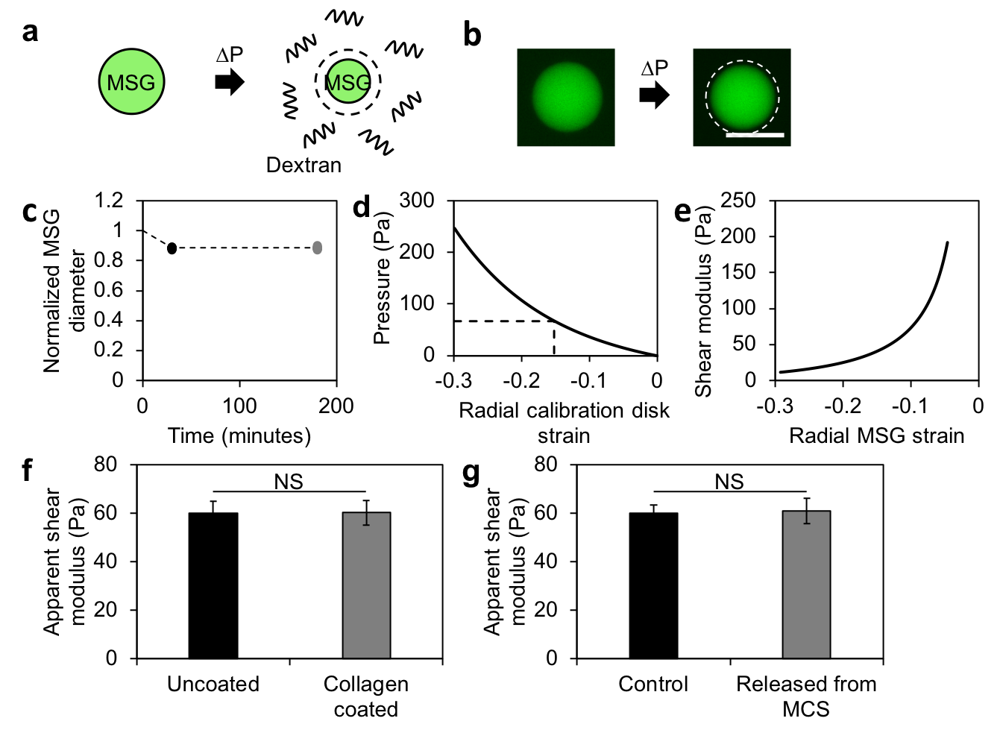 a
MSG
ΔP
MSG
Dextran
b
ΔP
c
Normalized MSG
diameter
1.2
1
0.8
0.6
0.4
0.2
0
0
100
200
Time (minutes)
d
Pressure (Pa)
300
200
100
0
-0.3
-0.2
-0.1
0
Radial calibration disk
strain
e
Shear modulus (Pa)
250
200
150
100
50
0
-0.3
-0.2
-0.1
0
Radial MSG strain
f
Apparent shear
modulus (Pa)
80
60
40
20
0
NS
Uncoated
Collagen
coated
g
Apparent shear
modulus (Pa)
80
60
40
20
0
NS
Control
Released from
MCS